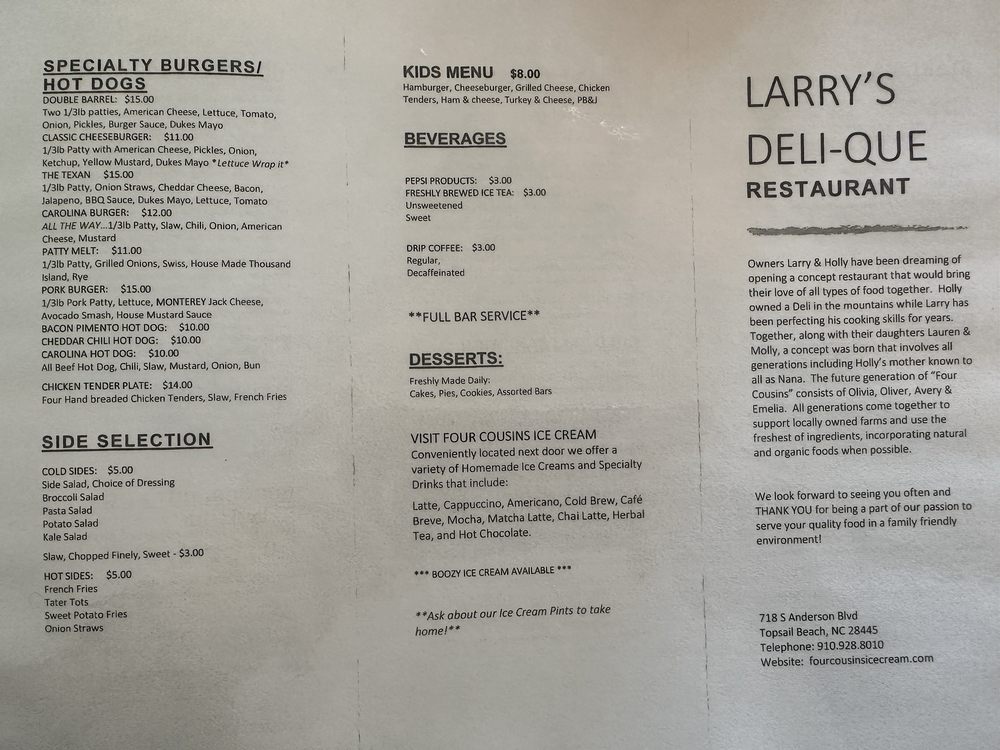 SPECIALTY BURGERS/
HOT DOGS
DOUBLE BARREL: $15.00
Two 1/3lb patties, American Cheese, Lettuce, Tomato,
Onion, Pickles, Burger Sauce, Dukes Mayo
CLASSIC CHEESEBURGER: $11.00
1/3lb Patty with American Cheese, Pickles, Onion,
Ketchup, Yellow Mustard, Dukes Mayo *Lettuce Wrap it*
THE TEXAN $15.00
1/3lb Patty, Onion Straws, Cheddar Cheese, Bacon,
Jalapeno, BBQ Sauce, Dukes Mayo, Lettuce, Tomato
CAROLINA BURGER: $12.00
ALL THE WAY...1/3lb Patty, Slaw, Chili, Onion, American
Cheese, Mustard
PATTY MELT: $11.00
1/3lb Patty, Grilled Onions, Swiss, House Made Thousand
Island, Rye
PORK BURGER: $15.00
1/3lb Pork Patty, Lettuce, MONTEREY Jack Cheese,
Avocado Smash, House Mustard Sauce
BACON PIMENTO HOT DOG: $10.00
CHEDDAR CHILI HOT DOG: $10.00
CAROLINA HOT DOG: $10.00
All Beef Hot Dog, Chili, Slaw, Mustard, Onion, Bun
CHICKEN TENDER PLATE: $14.00
Four Hand breaded Chicken Tenders, Slaw, French Fries
SIDE SELECTION
COLD SIDES: $5.00
Side Salad, Choice of Dressing
Broccoli Salad
Pasta Salad
Potato Salad
Kale Salad
Slaw, Chopped Finely, Sweet - $3.00
HOT SIDES: $5.00
French Fries
Tater Tots
Sweet Potato Fries
Onion Straws
KIDS MENU $8.00
Hamburger, Cheeseburger, Grilled Cheese, Chicken
Tenders, Ham & cheese, Turkey & Cheese, PB&J
BEVERAGES
PEPSI PRODUCTS: $3.00
FRESHLY BREWED ICE TEA: $3.00
Unsweetened
Sweet
DRIP COFFEE: $3.00
Regular,
Decaffeinated
**FULL BAR SERVICE**
DESSERTS:
Freshly Made Daily:
Cakes, Pies, Cookies, Assorted Bars
VISIT FOUR COUSINS ICE CREAM
Conveniently located next door we offer a
variety of Homemade Ice Creams and Specialty
Drinks that include:
Latte, Cappuccino, Americano, Cold Brew, Café
Breve, Mocha, Matcha Latte, Chai Latte, Herbal
Tea, and Hot Chocolate.
*** BOOZY ICE CREAM AVAILABLE ***
**Ask about our Ice Cream Pints to take
home!**
LARRY'S
DELI-QUE
RESTAURANT
Owners Larry & Holly have been dreaming of
opening a concept restaurant that would bring
their love of all types of food together. Holly
owned a Deli in the mountains while Larry has
been perfecting his cooking skills for years.
Together, along with their daughters Lauren &
Molly, a concept was born that involves all
generations including Holly's mother known to
all as Nana. The future generation of "Four
Cousins" consists of Olivia, Oliver, Avery &
Emelia. All generations come together to
support locally owned farms and use the
freshest of ingredients, incorporating natural
and organic foods when possible.
We look forward to seeing you often and
THANK YOU for being a part of our passion to
serve your quality food in a family friendly
environment!
718 S Anderson Blvd
Topsail Beach, NC 28445
Telephone: 910.928.8010
Website: fourcousinsicecream.com